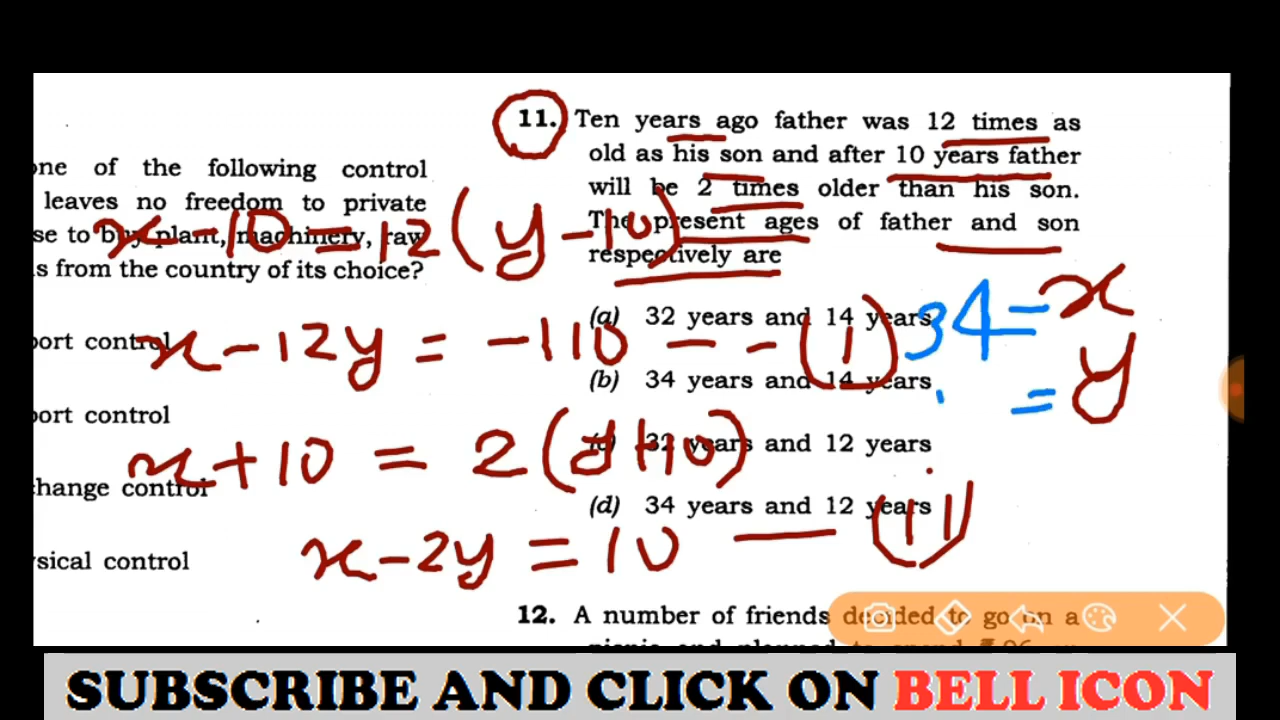 one of the following control
leaves no freedom to private
se to buy plant, machinery, raw
s from the country of its choice?
port control
port control
change control
sical control
11. Ten years ago father was 12 times as
old as his son and after 10 years father
will be 2 times older than his son.
The present ages of father and son
respectively are
(a) 32 years and 14 years
(b) 34 years and 14 years
(c) 32 years and 12 years
(d) 34 years and 12 years
12. A number of friends decided to go on a
x-10=12(y-10)
x-12y=-110--(1)
x+10=2(y+10)
x-2y=10-(11)
34=x
=y
SUBSCRIBE AND CLICK ON BELL ICON